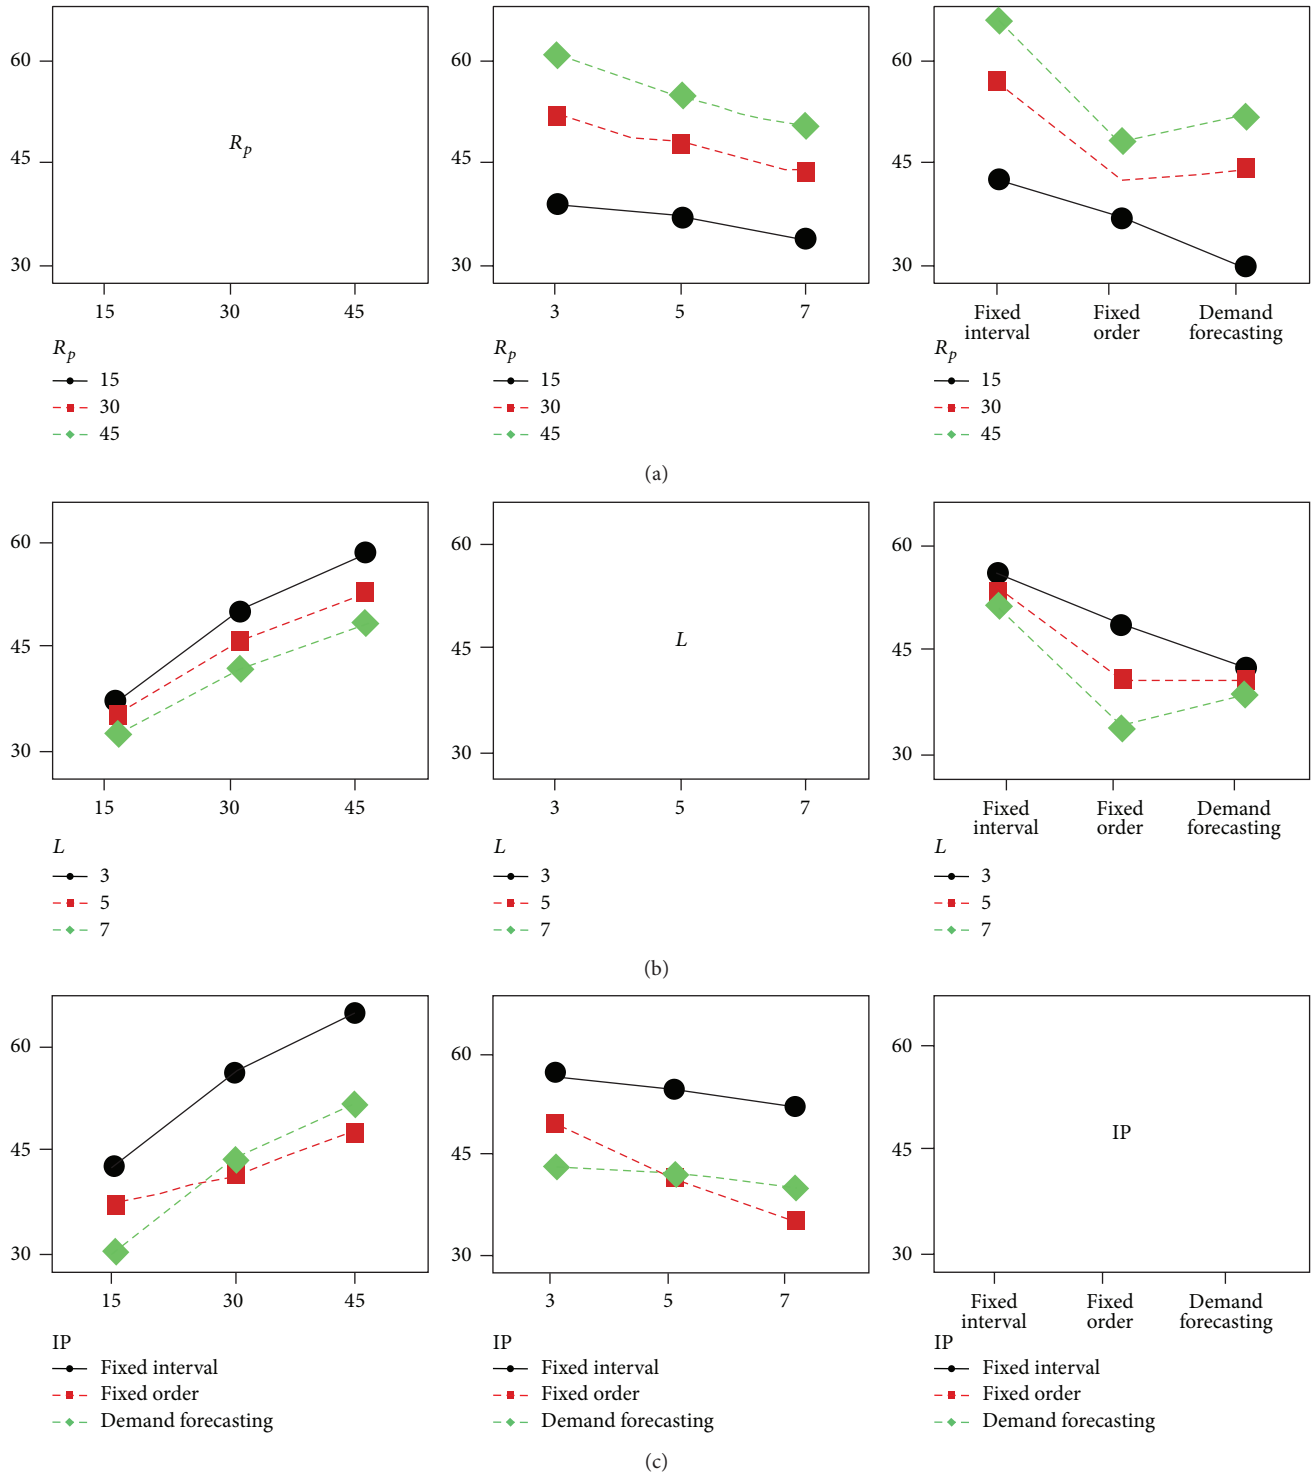 60
45
30
R_p
15 30 45
60
45
30
3 5 7
60
45
30
Fixed interval
Fixed order
Demand forecasting
R_p
15
30
45
R_p
15
30
45
R_p
15
30
45
(a)
60
45
30
15 30 45
60
45
30
L
3 5 7
60
45
30
Fixed interval
Fixed order
Demand forecasting
L
3
5
7
L
3
5
7
L
3
5
7
(b)
60
45
30
15 30 45
60
45
30
3 5 7
60
45
30
IP
Fixed interval
Fixed order
Demand forecasting
IP
Fixed interval
Fixed order
Demand forecasting
IP
Fixed interval
Fixed order
Demand forecasting
IP
Fixed interval
Fixed order
Demand forecasting
(c)